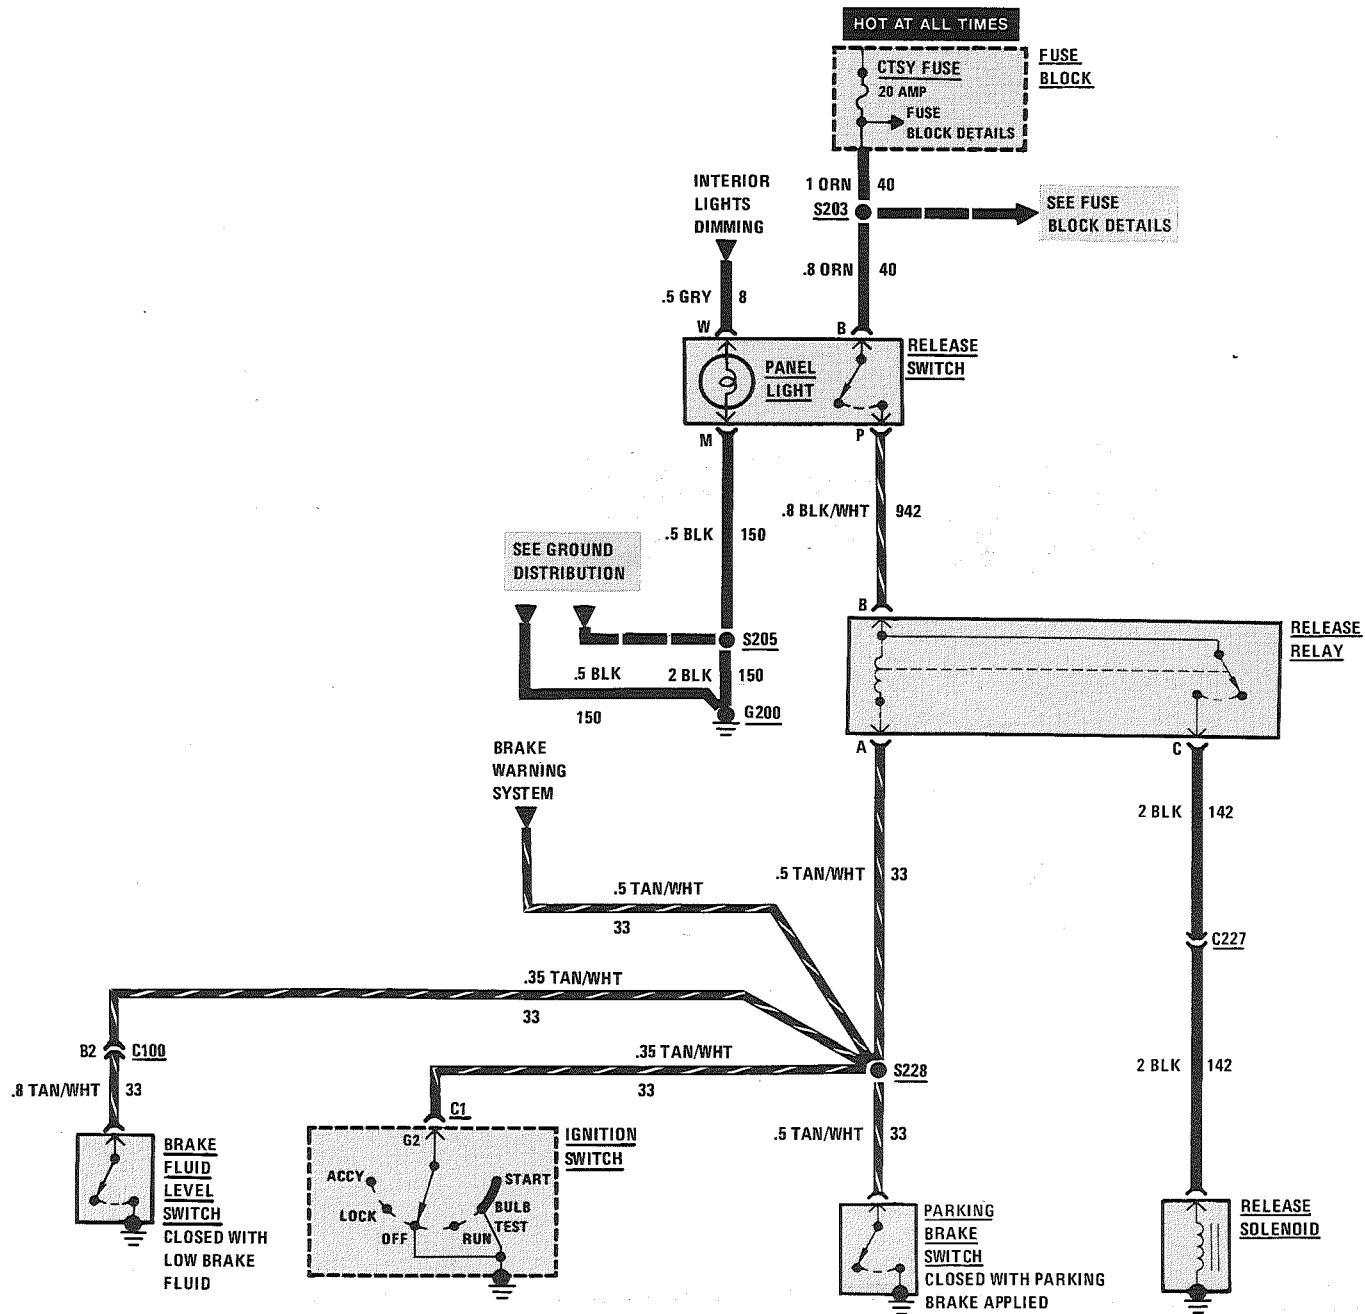 HOT AT ALL TIMES
FUSE
BLOCK
CTSY FUSE
20 AMP
FUSE
BLOCK DETAILS
1 ORN 40
S203
SEE FUSE
BLOCK DETAILS
INTERIOR
LIGHTS
DIMMING
.8 ORN 40
.5 GRY 8
W
B
RELEASE
SWITCH
PANEL
LIGHT
M
P
.8 BLK/WHT 942
.5 BLK 150
SEE GROUND
DISTRIBUTION
B
S205
RELEASE
RELAY
.5 BLK
2 BLK 150
150
G200
A
C
BRAKE
WARNING
SYSTEM
2 BLK 142
.5 TAN/WHT 33
.5 TAN/WHT
33
C227
.35 TAN/WHT
33
B2 C100
.35 TAN/WHT
33
S228
2 BLK 142
.8 TAN/WHT 33
C1
G2
IGNITION
SWITCH
.5 TAN/WHT 33
BRAKE
FLUID
LEVEL
SWITCH
CLOSED WITH
LOW BRAKE
FLUID
ACCY
LOCK
OFF
RUN
BULB
TEST
START
PARKING
BRAKE
SWITCH
CLOSED WITH PARKING
BRAKE APPLIED
RELEASE
SOLENOID